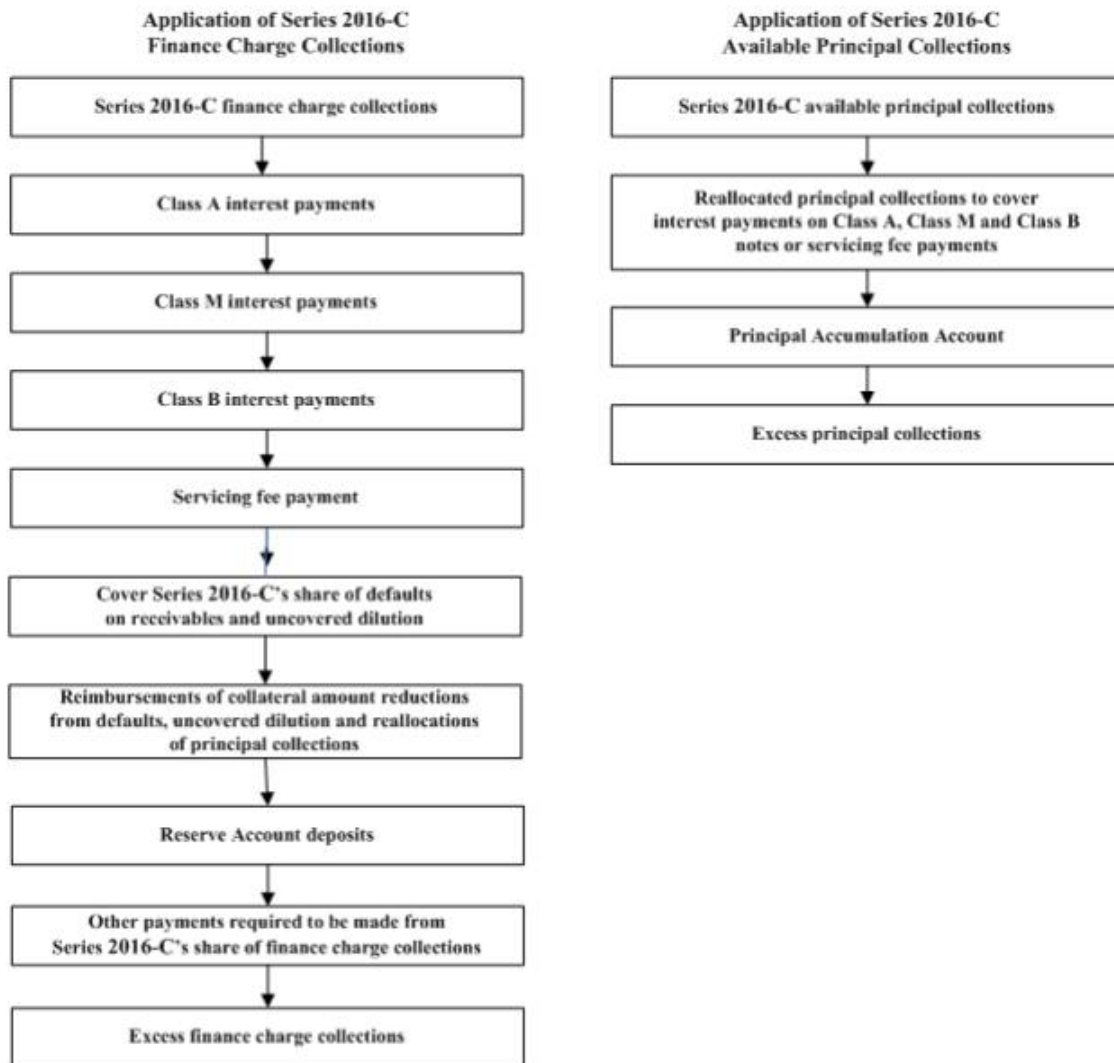 Application of Series 2016-C
Finance Charge Collections
Series 2016-C finance charge collections
Class A interest payments
Class M interest payments
Class B interest payments
Servicing fee payment
Cover Series 2016-C's share of defaults
on receivables and uncovered dilution
Reimbursements of collateral amount reductions
from defaults, uncovered dilution and reallocations
of principal collections
Reserve Account deposits
Other payments required to be made from
Series 2016-C's share of finance charge collections
Excess finance charge collections
Application of Series 2016-C
Available Principal Collections
Series 2016-C available principal collections
Reallocated principal collections to cover
interest payments on Class A, Class M and Class B
notes or servicing fee payments
Principal Accumulation Account
Excess principal collections